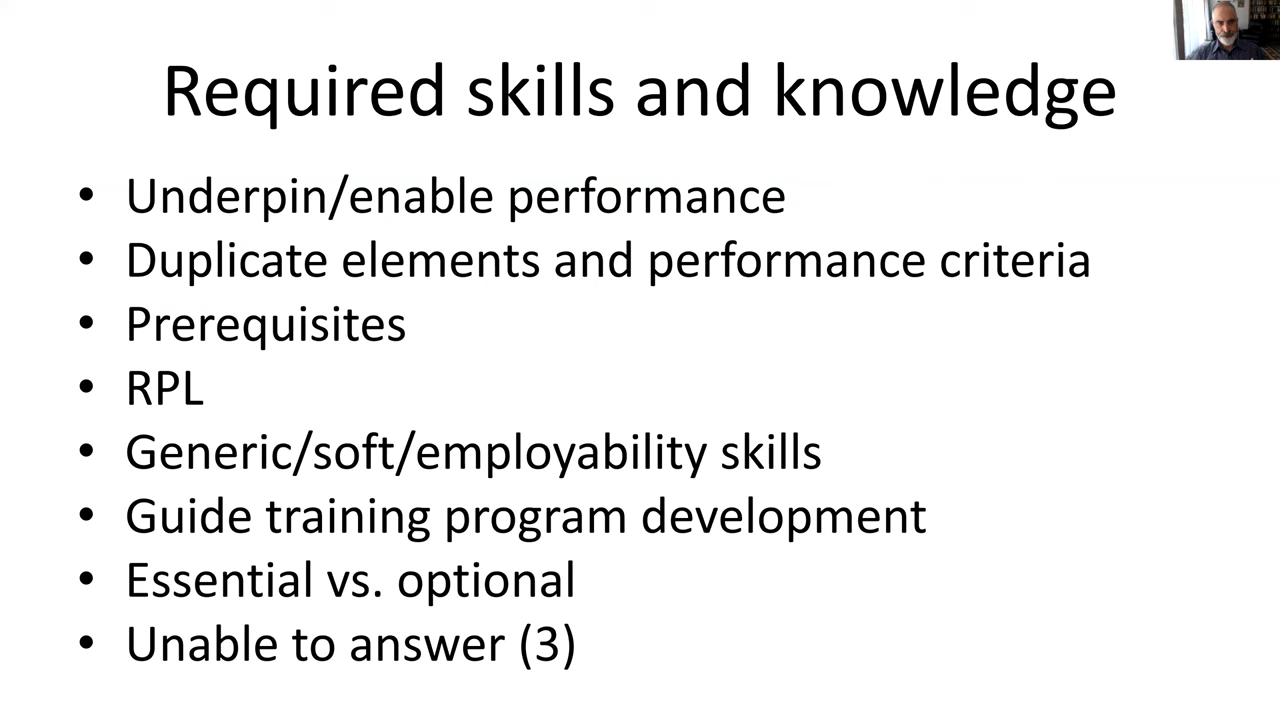 Required skills and knowledge
• Underpin/enable performance
• Duplicate elements and performance criteria
• Prerequisites
• RPL
• Generic/soft/employability skills
• Guide training program development
• Essential vs. optional
• Unable to answer (3)